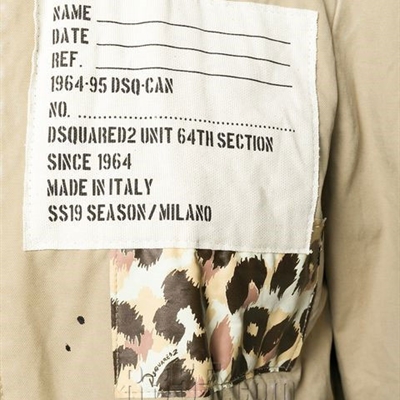 NAME
DATE
REF.
1964-95 DSQ-CAN
NO.
DSQUARED2 UNIT 64TH SECTION
SINCE 1964
MADE IN ITALY
SS19 SEASON/MILANO
Dsquared2